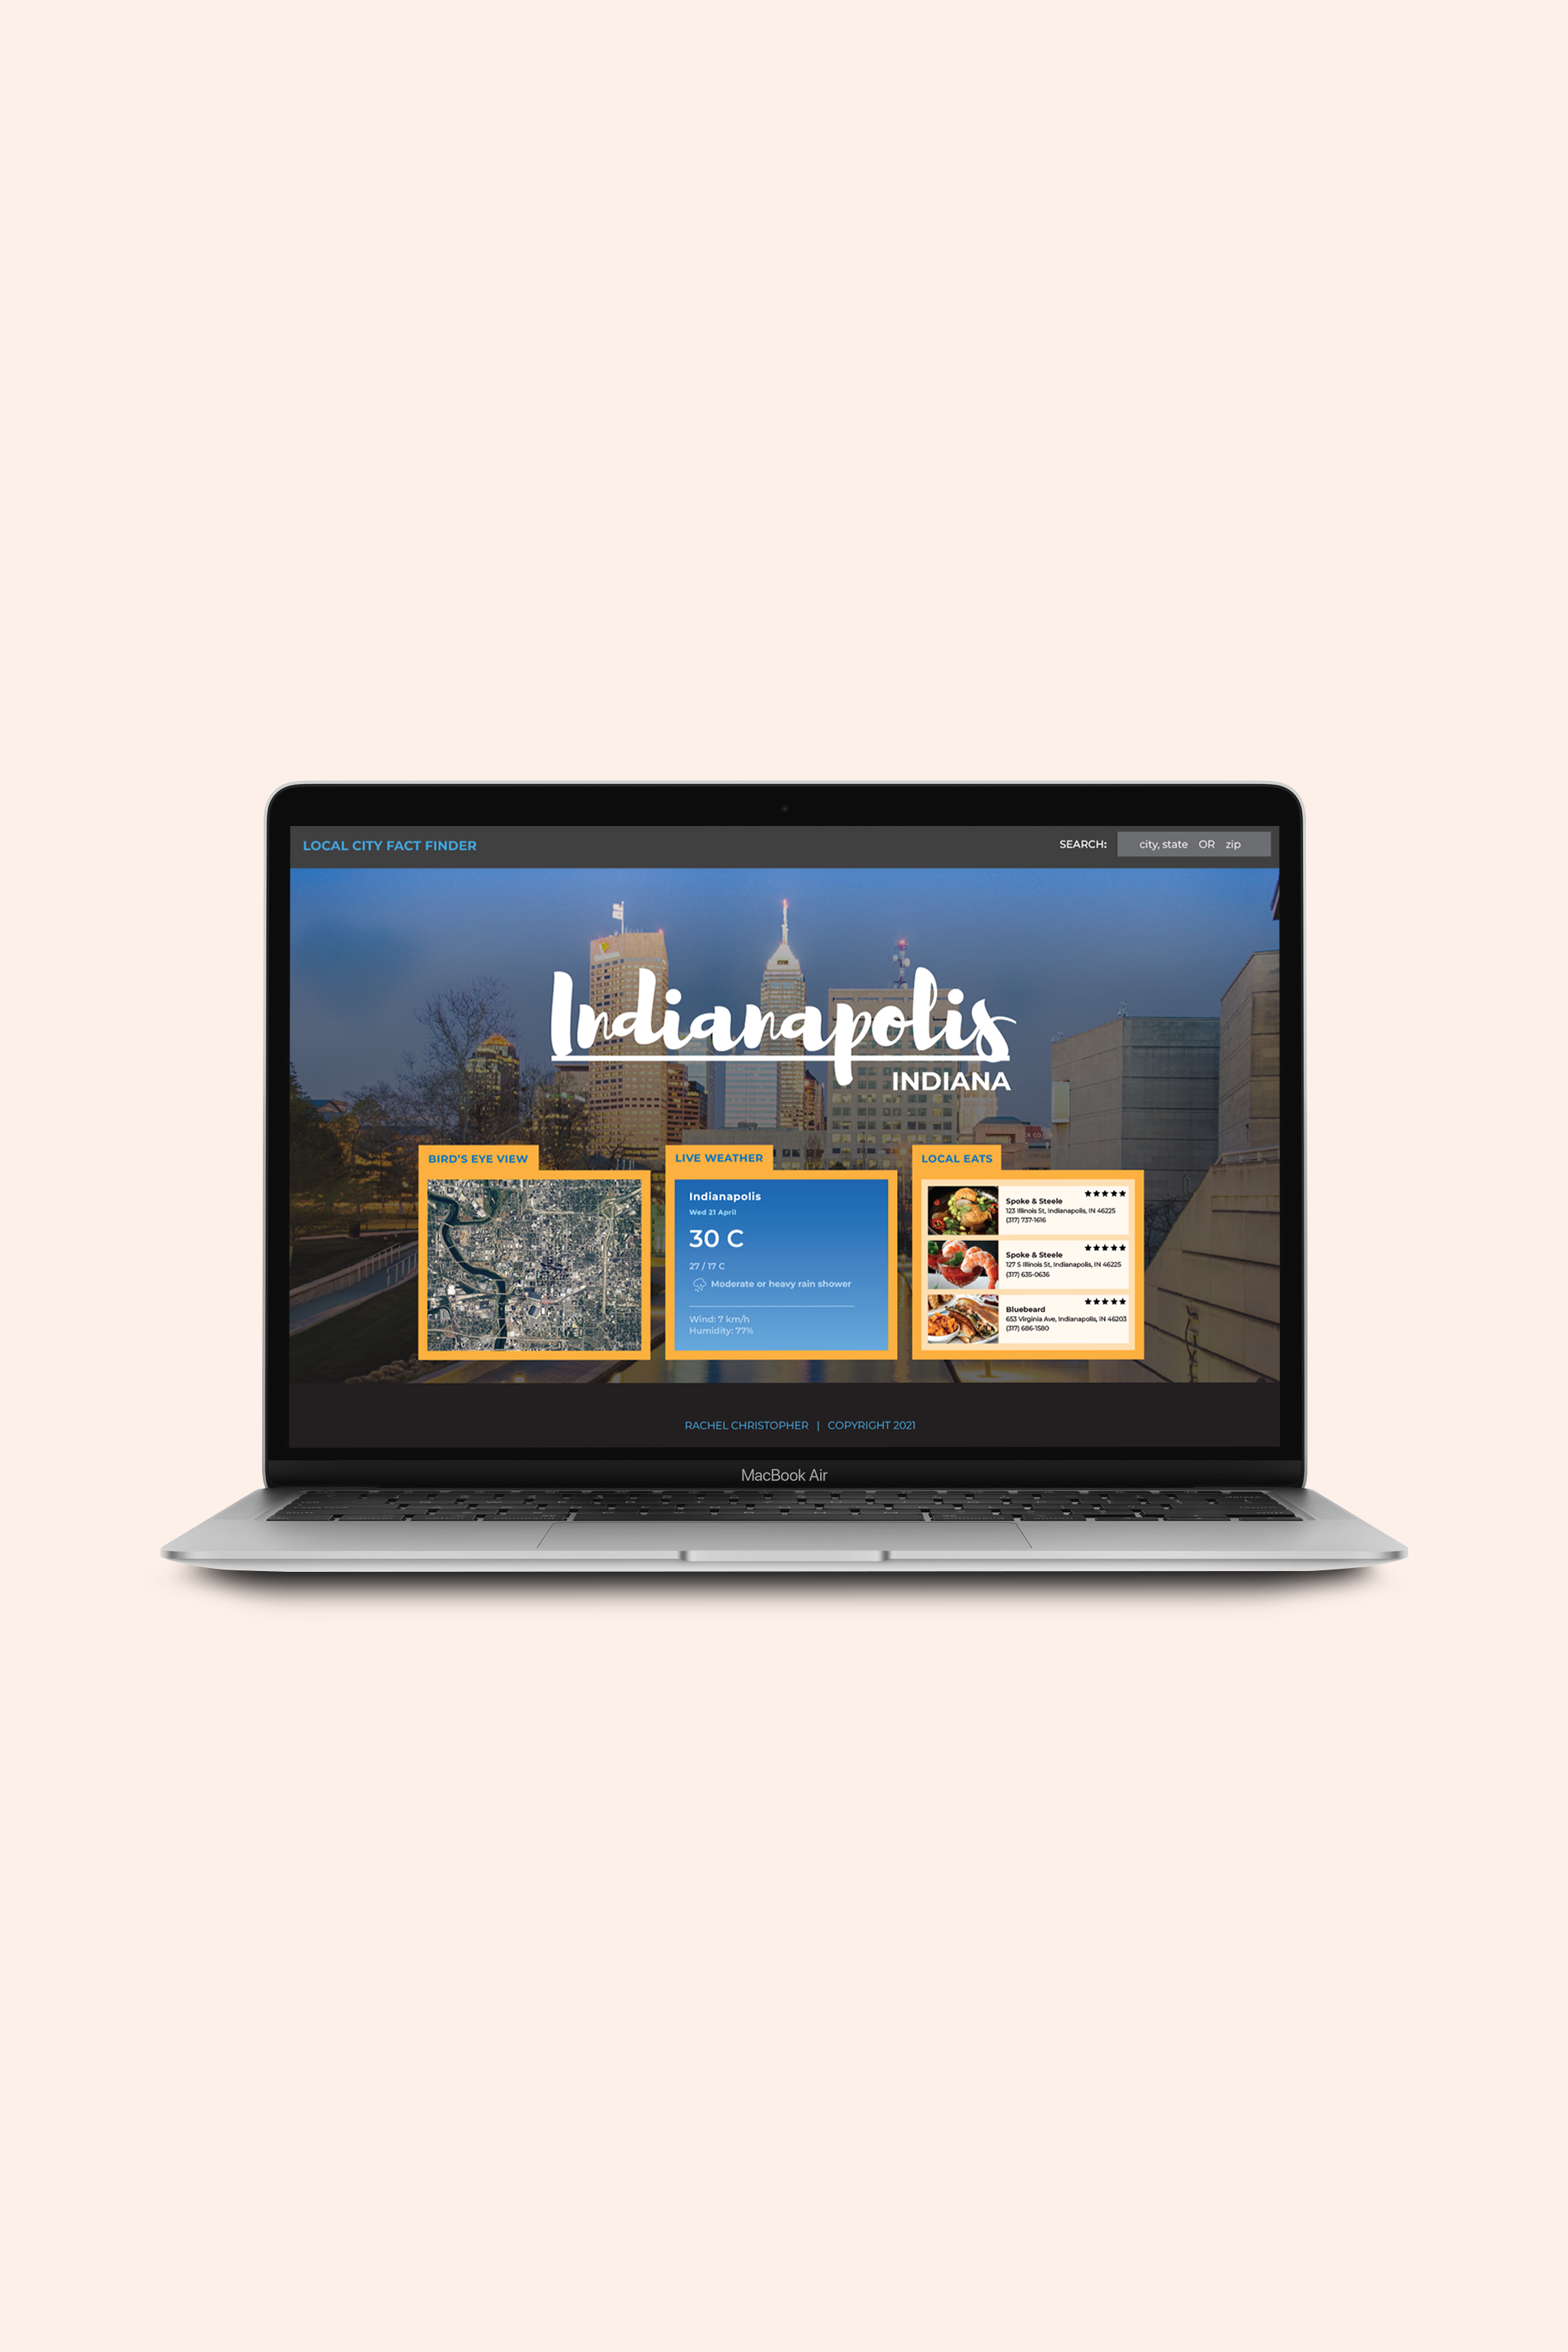 LOCAL CITY FACT FINDER
SEARCH: city, state OR zip
Indianapolis
INDIANA
BIRD'S EYE VIEW
LIVE WEATHER
Indianapolis
Wed 21 April
30 C
27 / 17 C
Moderate or heavy rain shower
Wind: 7 km/h
Humidity: 77%
LOCAL EATS
Spoke & Steele
123 Illinois St, Indianapolis, IN 46225
(317) 737-1616
Spoke & Steele
127 S Illinois St, Indianapolis, IN 46225
(317) 635-0636
Bluebeard
653 Virginia Ave, Indianapolis, IN 46203
(317) 686-1580
RACHEL CHRISTOPHER | COPYRIGHT 2021
MacBook Air